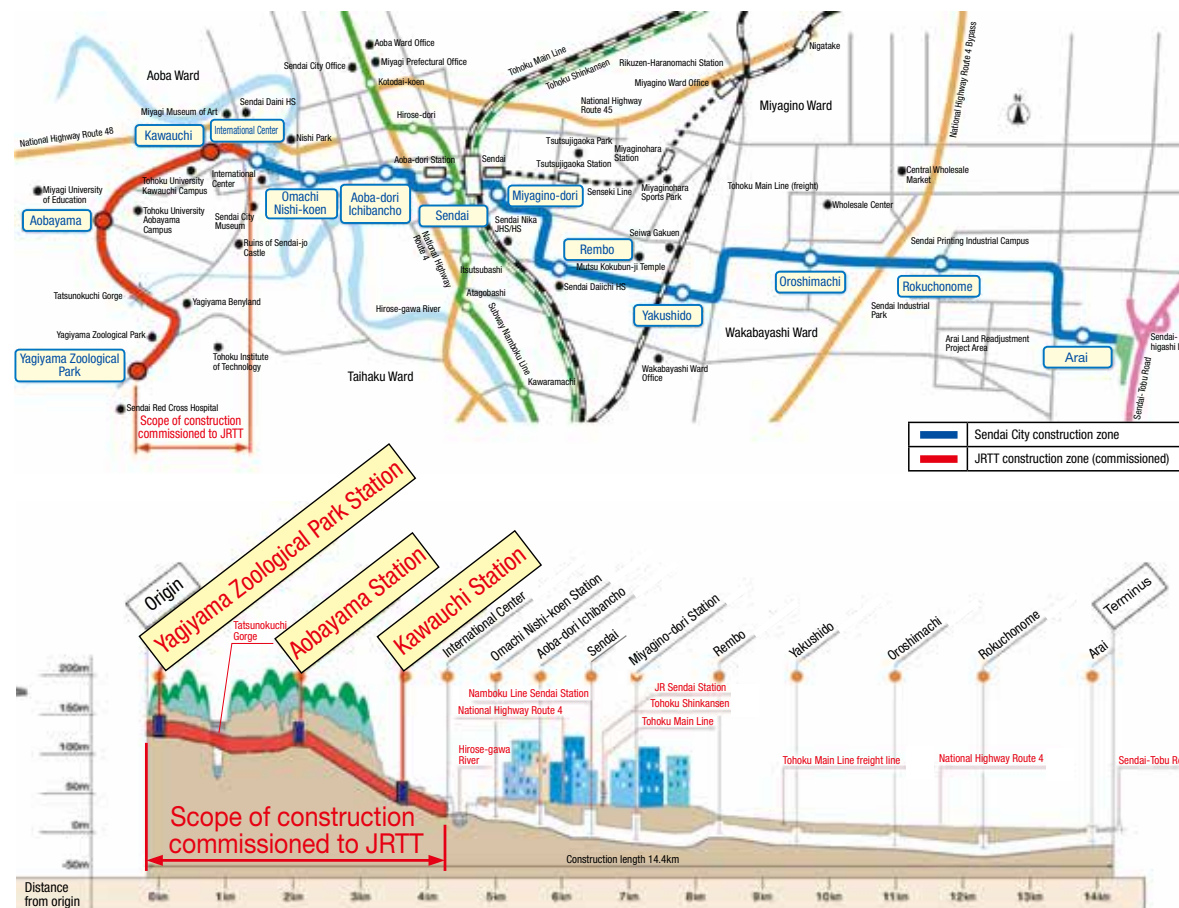 Aoba Ward Office
Miyagi Prefectural Office
Sendai City Office
Kotodai-koen
Tohoku Main Line
Tohoku Shinkansen
Rikuzen-Haranomachi Station
Nigatake
Miyagino Ward Office
National Highway Route 4 Bypass
Miyagino Ward
N
Aoba Ward
Sendai Daini HS
Miyagi Museum of Art
National Highway Route 48
Kawauchi
International Center
Nishi Park
Hirose-dori
National Highway
Route 45
Tsutsujigaoka Park
Miyaginohara
Station
Aoba-dori Station
Sendai
Tsutsujigaoka Station
Senseki Line
Miyaginohara
Sports Park
Tohoku Main Line (freight)
Central Wholesale
Market
Wholesale Center
Miyagi University
of Education
Tohoku University
Kawauchi Campus
International
Center
Omachi
Nishi-koen
Aoba-dori
Ichibancho
Sendai
Miyagino-dori
Aobayama
Tohoku University
Aobayama
Campus
Sendai City
Museum
Ruins of Sendai-jo
Castle
National Highway
Route 4
Sendai Nika
JHS/HS
Seiwa Gakuen
Rembo
Mutsu Kokubun-ji Temple
Sendai Daiichi HS
Sendai Printing Industrial Campus
Oroshimachi
Rokuchonome
Itsutsubashi
Atagobashi
Tatsunokuchi Gorge
Yagiyama Benyland
Hirose-gawa River
Subway Namboku Line
Yakushido
Wakabayashi Ward
Sendai Industrial
Park
Arai Land Readjustment
Project Area
Arai
Sendai-
higashi
Sendai-Tobu Road
Yagiyama Zoological Park
Yagiyama Zoological
Park
Tohoku Institute
of Technology
Taihaku Ward
Kawaramachi
Wakabayashi Ward
Office
Sendai Red Cross Hospital
Scope of construction
commissioned to JRTT
Sendai City construction zone
JRTT construction zone (commissioned)
Origin
Yagiyama Zoological Park Station
Tatsunokuchi
Gorge
Aobayama Station
Kawauchi Station
International Center
Omachi Nishi-koen Station
Aoba-dori Ichibancho
Sendai
Miyagino-dori Station
Rembo
Yakushido
Oroshimachi
Rokuchonome
Arai
Terminus
200m
150m
100m
50m
0m
-50m
Namboku Line Sendai Station
National Highway Route 4
JR Sendai Station
Tohoku Shinkansen
Tohoku Main Line
Hirose-gawa
River
Tohoku Main Line freight line
National Highway Route 4
Sendai-Tobu
Scope of construction
commissioned to JRTT
Construction length 14.4km
Distance
from origin
0km 1km 2km 3km 4km 5km 6km 7km 8km 9km 10km 11km 12km 13km 14km